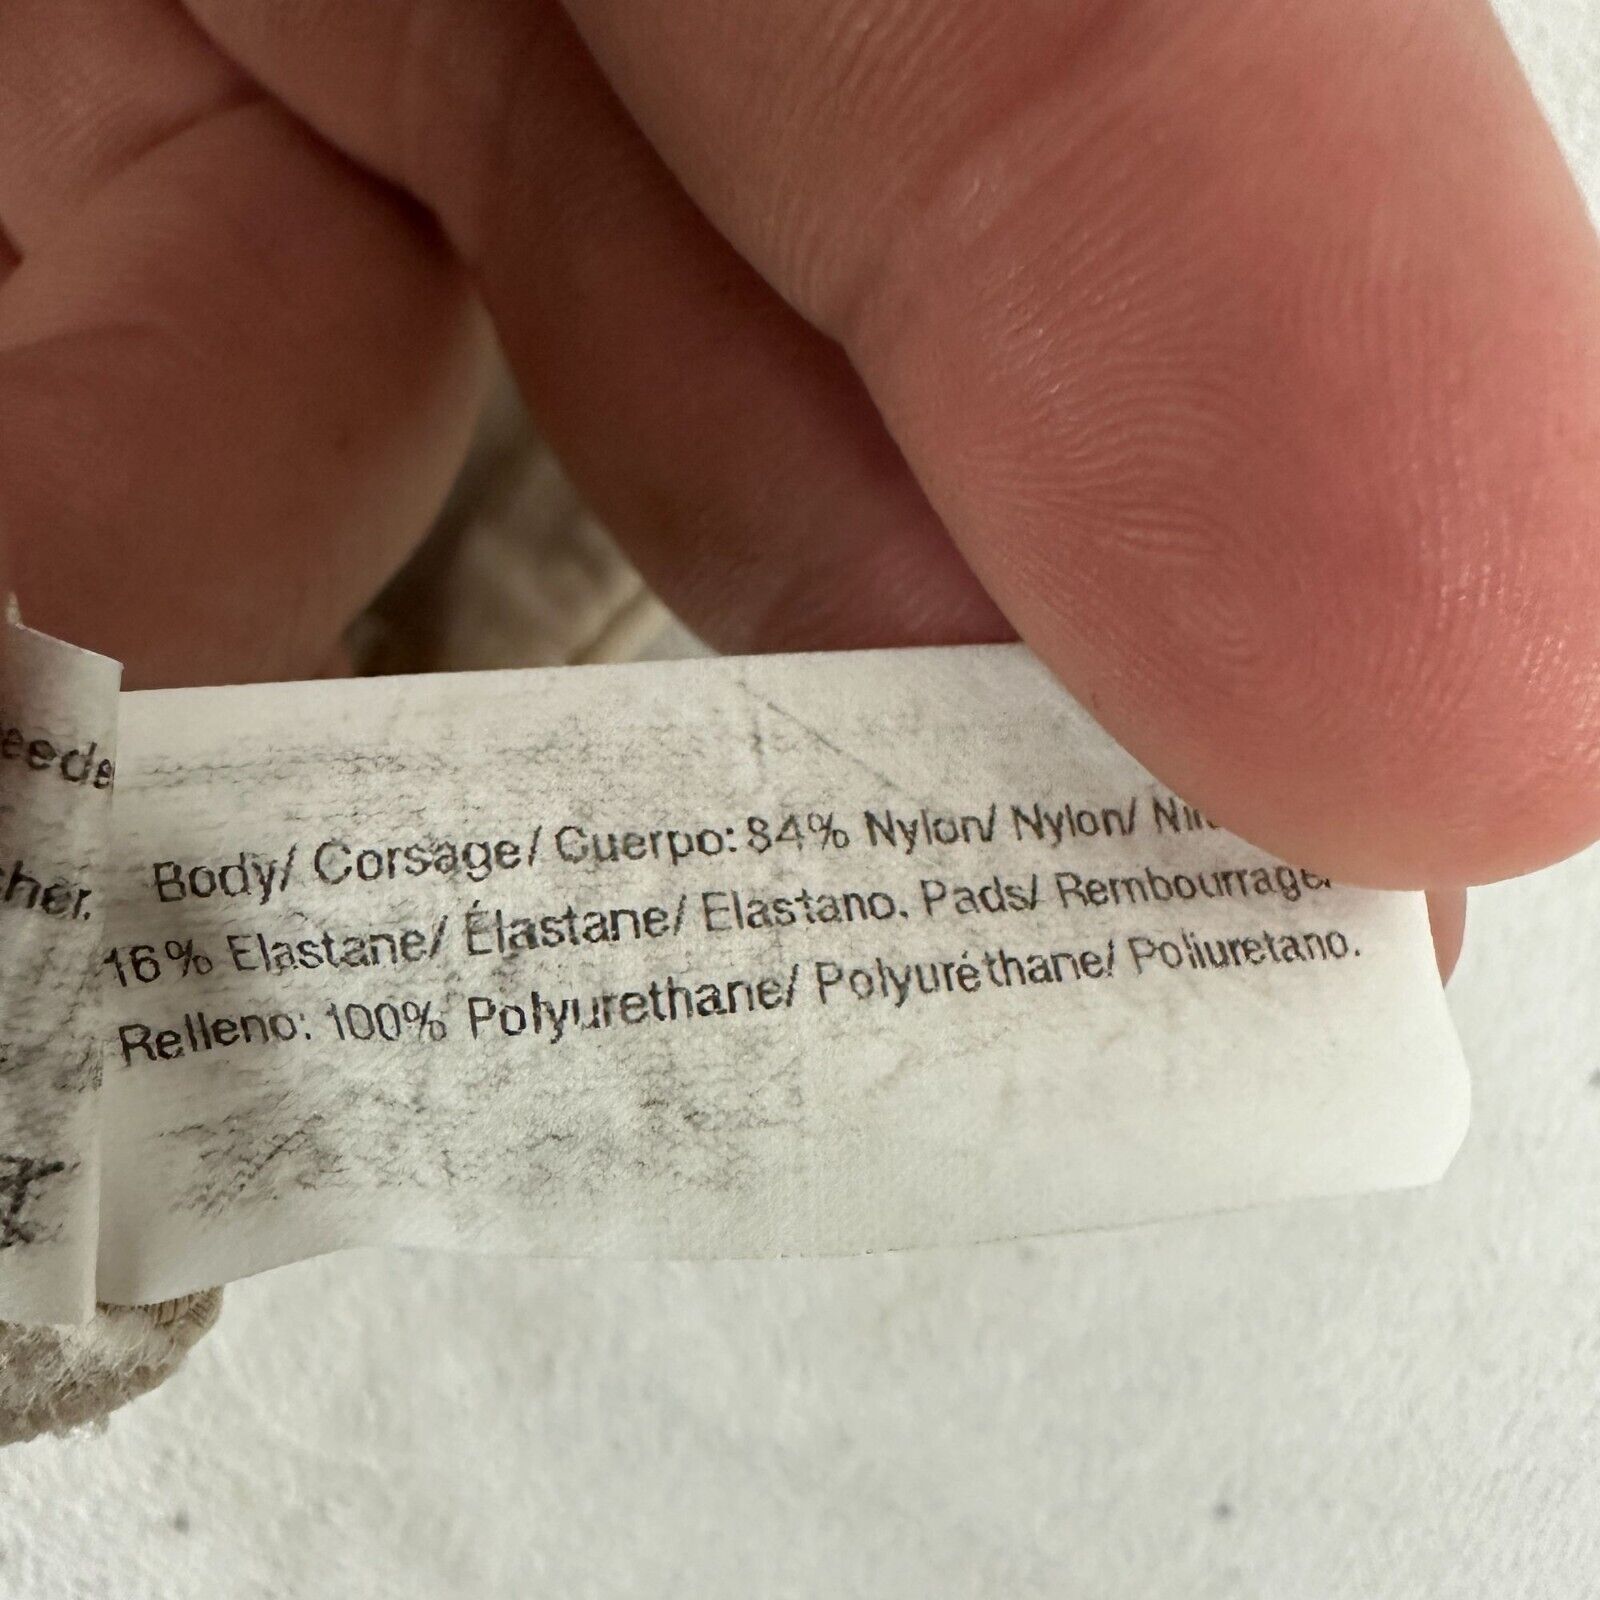 Body/ Corsage/ Cuerpo: 84% Nylon/ Nylon/
16% Elastane/ Élastane/ Elastano. Pads/ Rembourrage/
Relleno: 100% Polyurethane/ Polyuréthane/ Poliuretano.